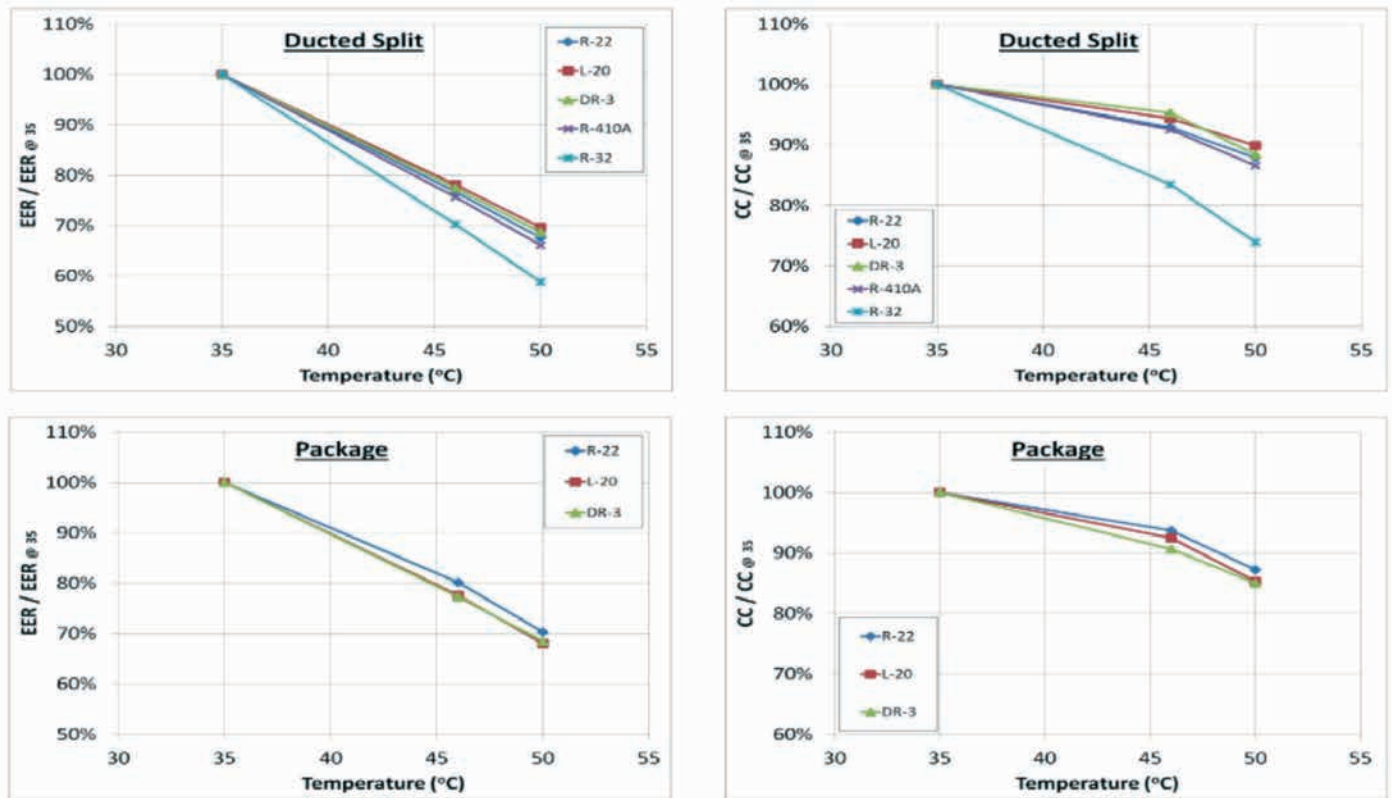 Ducted Split
110%
100%
90%
80%
70%
60%
50%
EER / EER @ 35
30 35 40 45 50 55
Temperature (ºC)
R-22
L-20
DR-3
R-410A
R-32
Ducted Split
110%
100%
90%
80%
70%
60%
CC / CC @ 35
30 35 40 45 50 55
Temperature (ºC)
R-22
L-20
DR-3
R-410A
R-32
Package
110%
100%
90%
80%
70%
60%
50%
EER / EER @ 35
30 35 40 45 50 55
Temperature (ºC)
R-22
L-20
DR-3
Package
110%
100%
90%
80%
70%
60%
CC / CC @ 35
30 35 40 45 50 55
Temperature (ºC)
R-22
L-20
DR-3